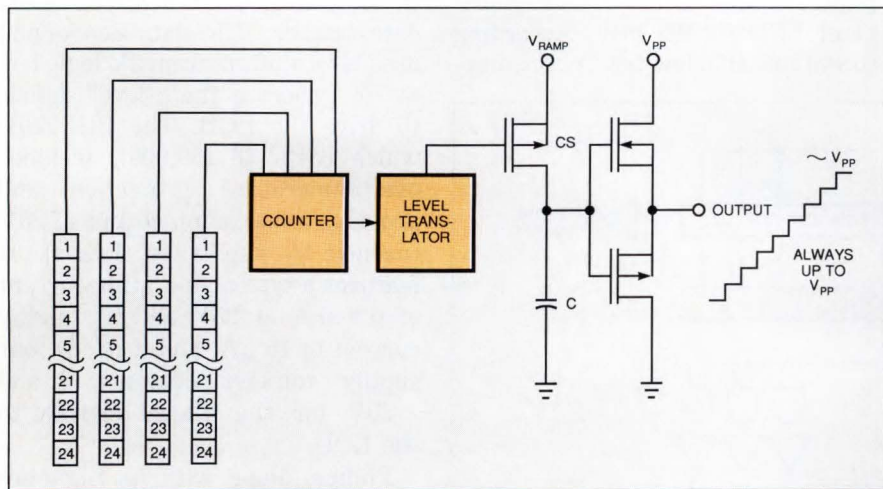 V_RAMP
V_PP
CS
COUNTER
LEVEL
TRANS-
LATOR
~ V_PP
OUTPUT
ALWAYS
UP TO
V_PP
C
1 1 1 1
2 2 2 2
3 3 3 3
4 4 4 4
5 5 5 5
21 21 21 21
22 22 22 22
23 23 23 23
24 24 24 24